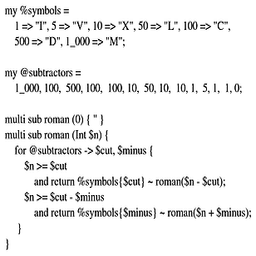 my %symbols =
1 => "I", 5 => "V", 10 => "X", 50 => "L", 100 => "C",
500 => "D", 1_000 => "M";
my @subtractors =
1_000, 100, 500, 100, 100, 10, 50, 10, 10, 1, 5, 1, 1, 0;
multi sub roman (0) { '' }
multi sub roman (Int $n) {
for @subtractors -> $cut, $minus {
$n >= $cut
and return %symbols{$cut} ~ roman($n - $cut);
$n >= $cut - $minus
and return %symbols{$minus} ~ roman($n + $minus);
}
}